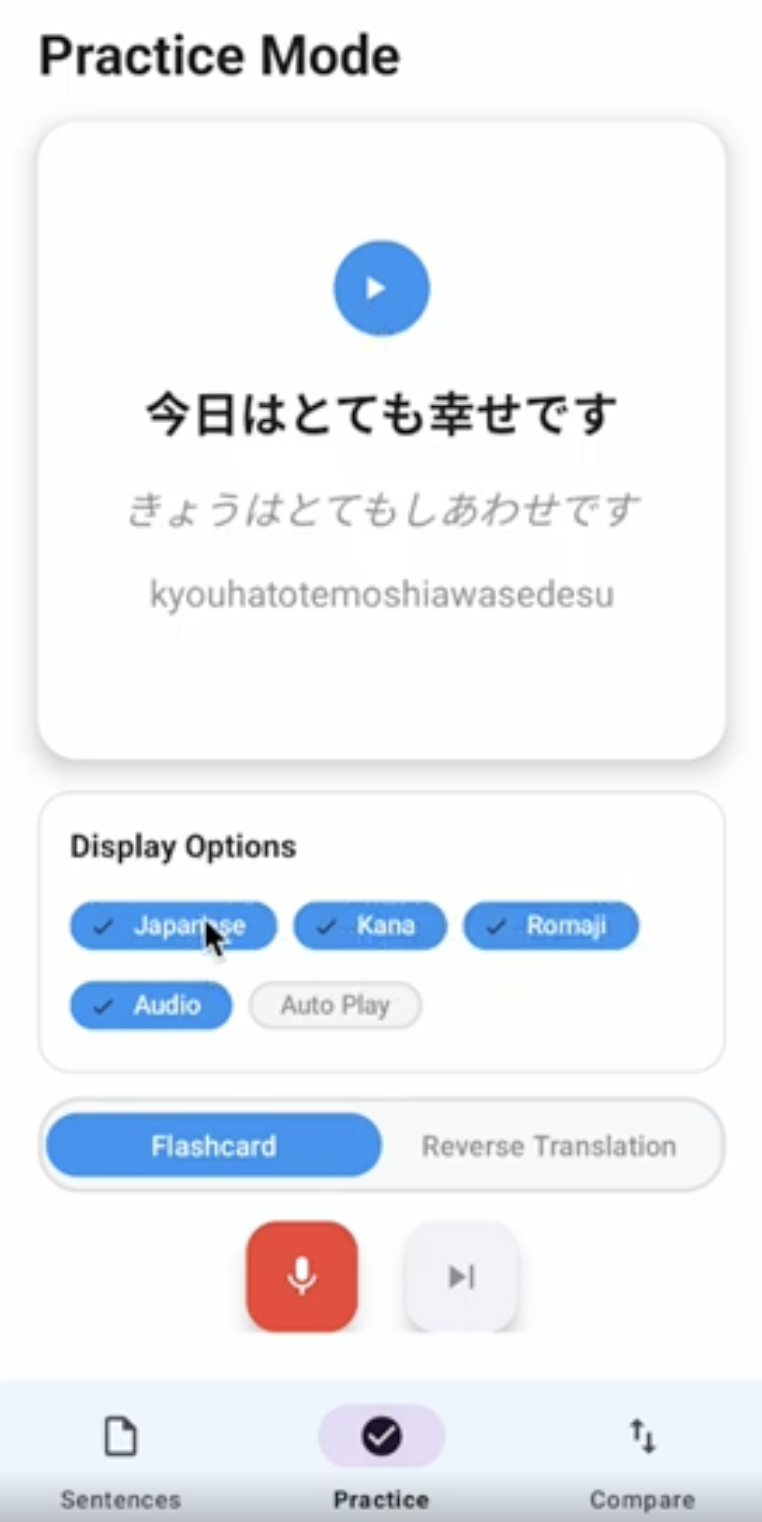 Practice Mode
今日はとても幸せです
きょうはとてもしあわせです
kyouhatotemoshiawasedesu
Display Options
Japanese Kana Romaji
Audio Auto Play
Flashcard Reverse Translation
Sentences Practice Compare